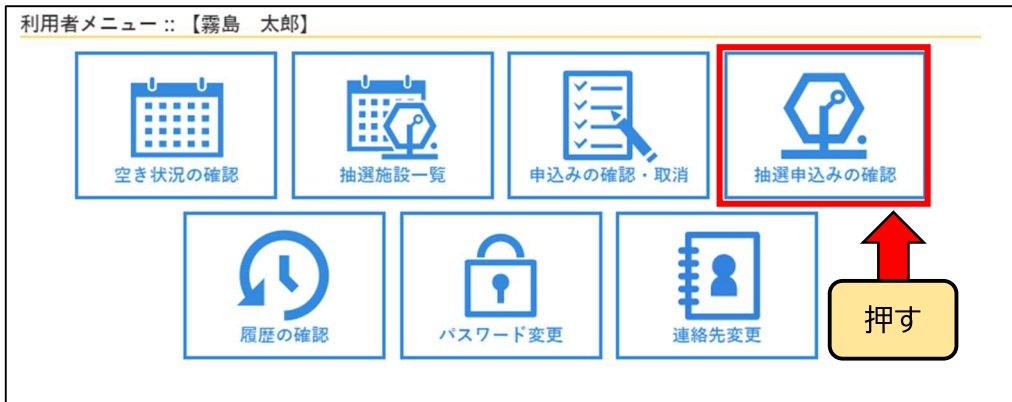 利用者メニュー :: 【霧島　太郎】
空き状況の確認
抽選施設一覧
申込みの確認・取消
抽選申込みの確認
履歴の確認
パスワード変更
連絡先変更
押す